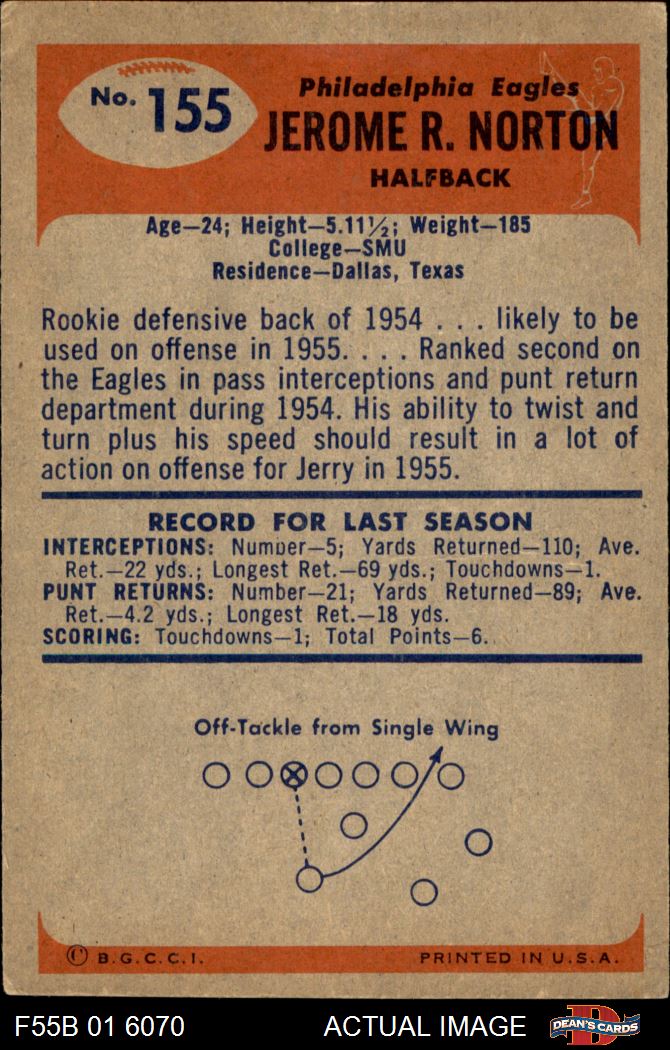 No. 155
Philadelphia Eagles
JEROME R. NORTON
HALFBACK
Age—24; Height—5.11½; Weight—185
College—SMU
Residence—Dallas, Texas
Rookie defensive back of 1954 . . . likely to be
used on offense in 1955. . . . Ranked second on
the Eagles in pass interceptions and punt return
department during 1954. His ability to twist and
turn plus his speed should result in a lot of
action on offense for Jerry in 1955.
RECORD FOR LAST SEASON
INTERCEPTIONS: Number—5; Yards Returned—110; Ave.
Ret.—22 yds.; Longest Ret.—69 yds.; Touchdowns—1.
PUNT RETURNS: Number—21; Yards Returned—89; Ave.
Ret.—4.2 yds.; Longest Ret.—18 yds.
SCORING: Touchdowns—1; Total Points—6.
Off-Tackle from Single Wing
© B.G.C.C.I.
PRINTED IN U.S.A.
F55B 01 6070
ACTUAL IMAGE
D
DEAN'S CARDS